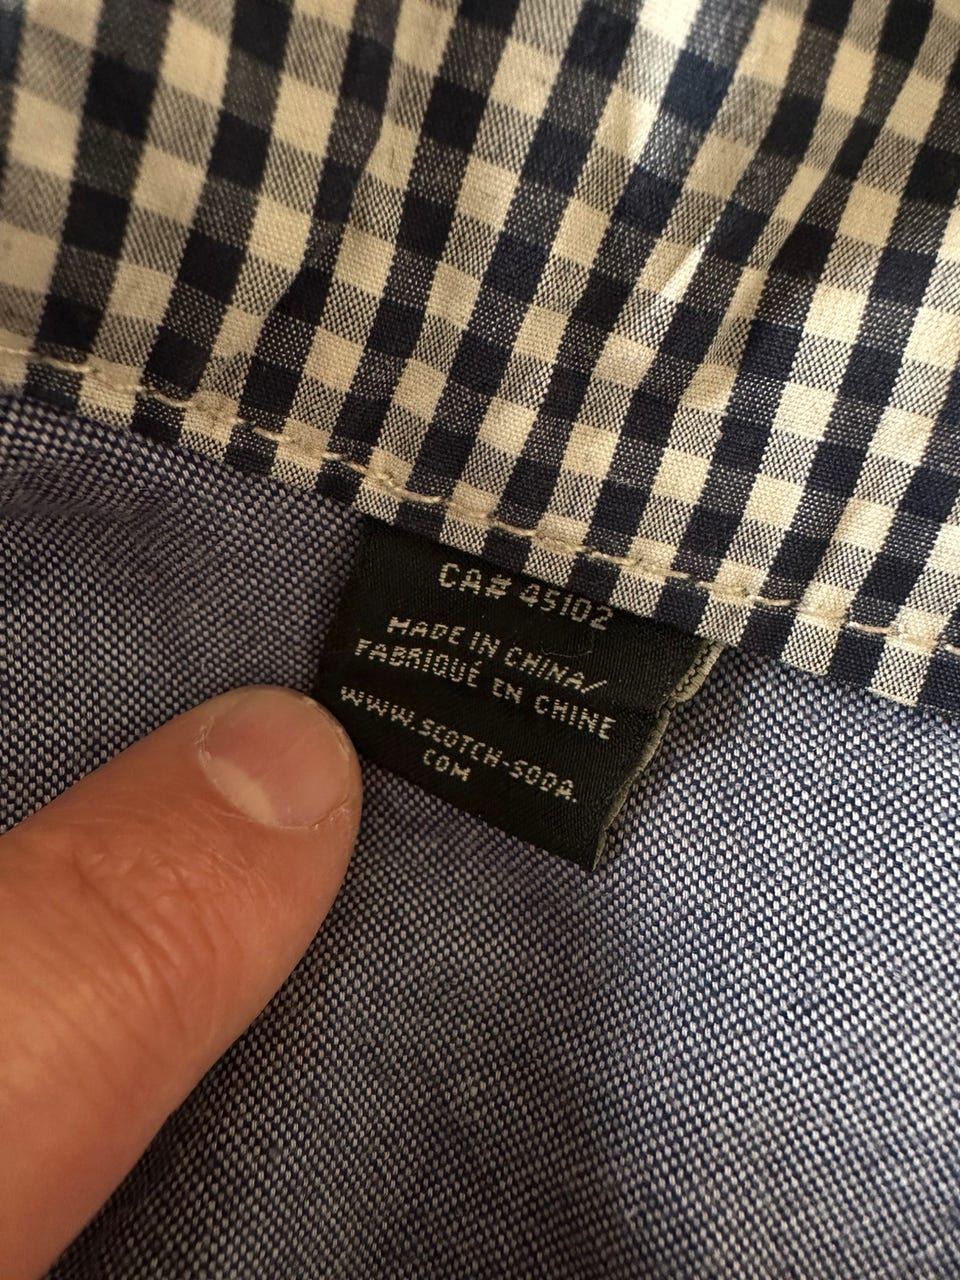 CA# 45102
MADE IN CHINA/
FABRIQUÉ EN CHINE
WWW.SCOTCH-SODA.
COM